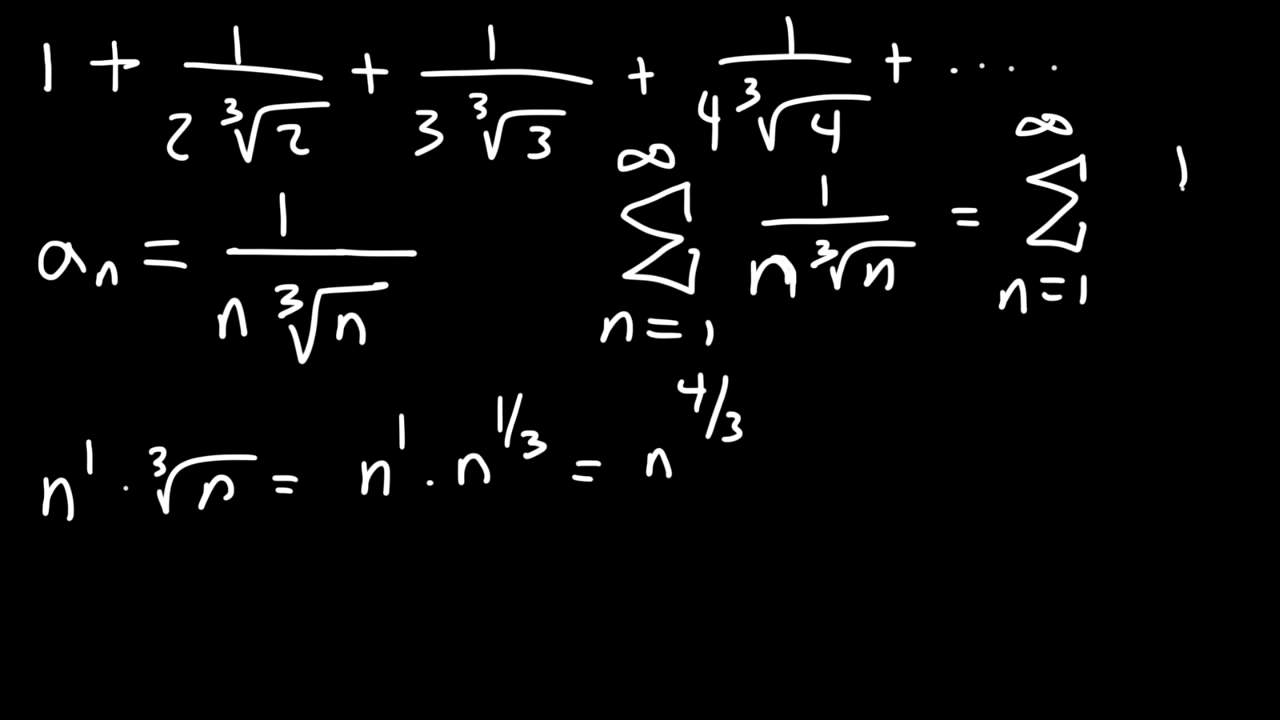 1 + 1/(2∛2) + 1/(3∛3) + 1/(4∛4) + ....
aₙ = 1/(n∛n)  ∞ Σ n=1 1/(n∛n) = ∞ Σ n=1 1
n¹ · ∛n = n¹ · n^(1/3) = n^(4/3)